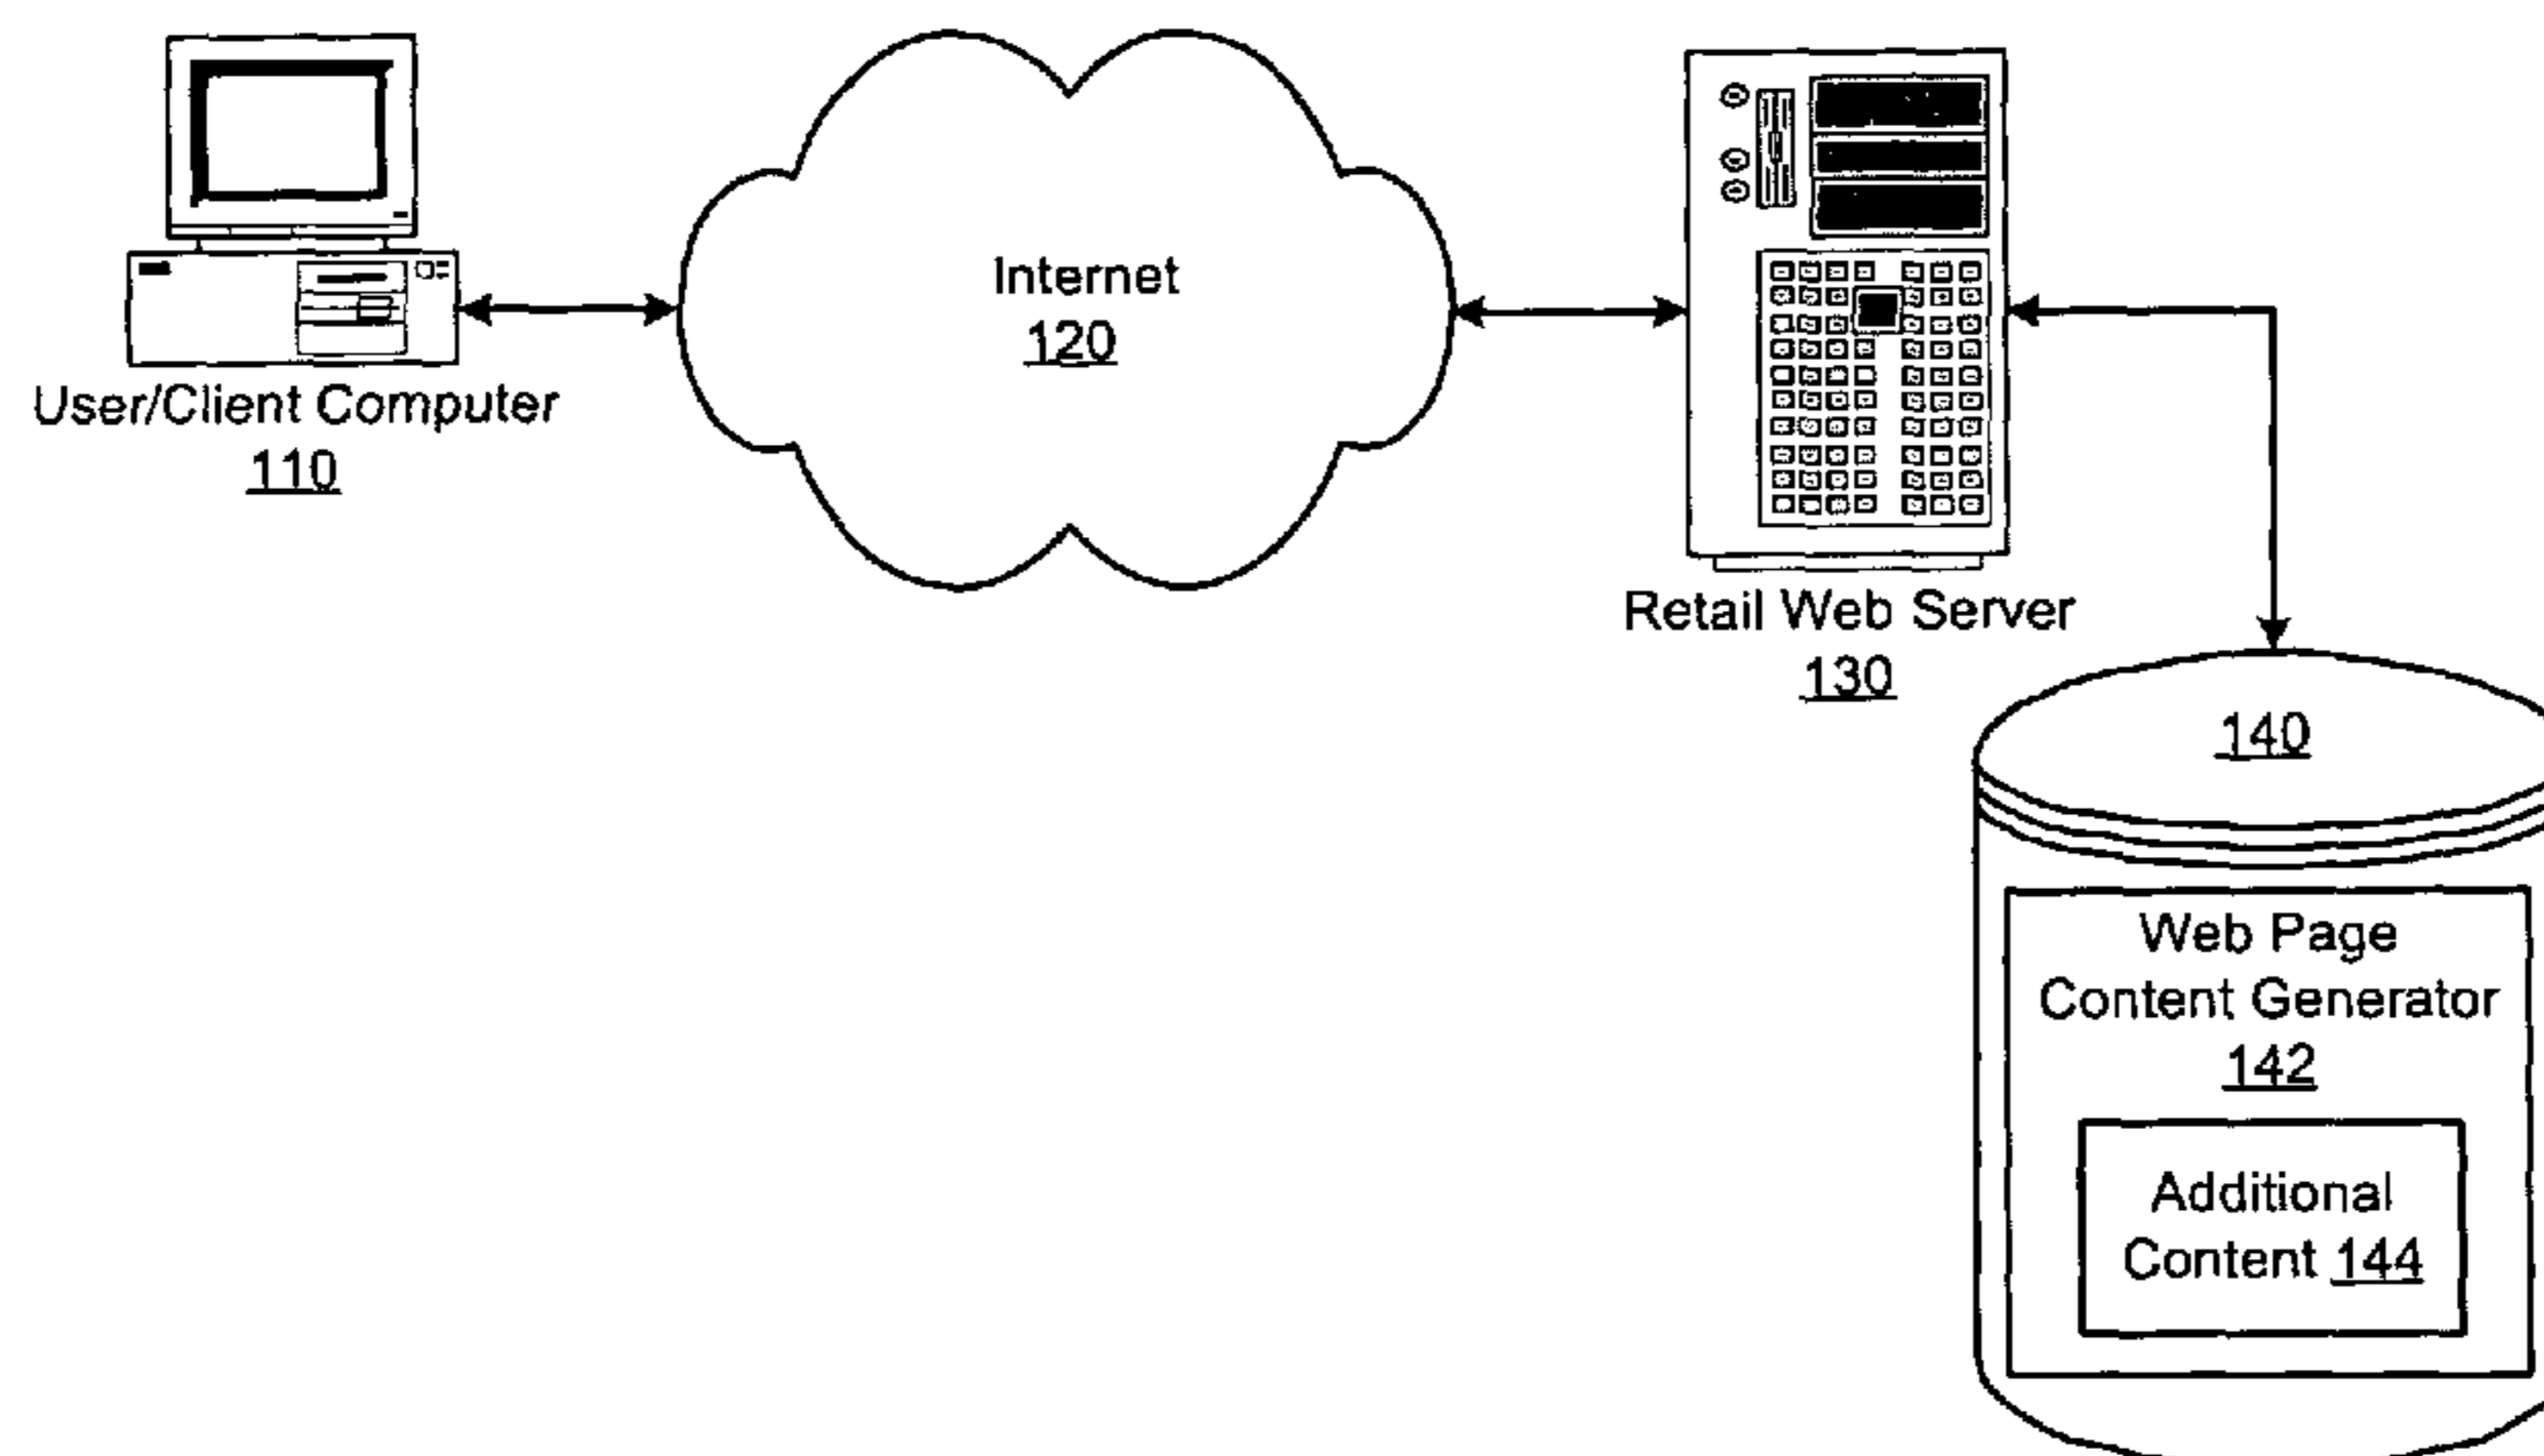 User/Client Computer
110
Internet
120
Retail Web Server
130
140
Web Page
Content Generator
142
Additional
Content 144